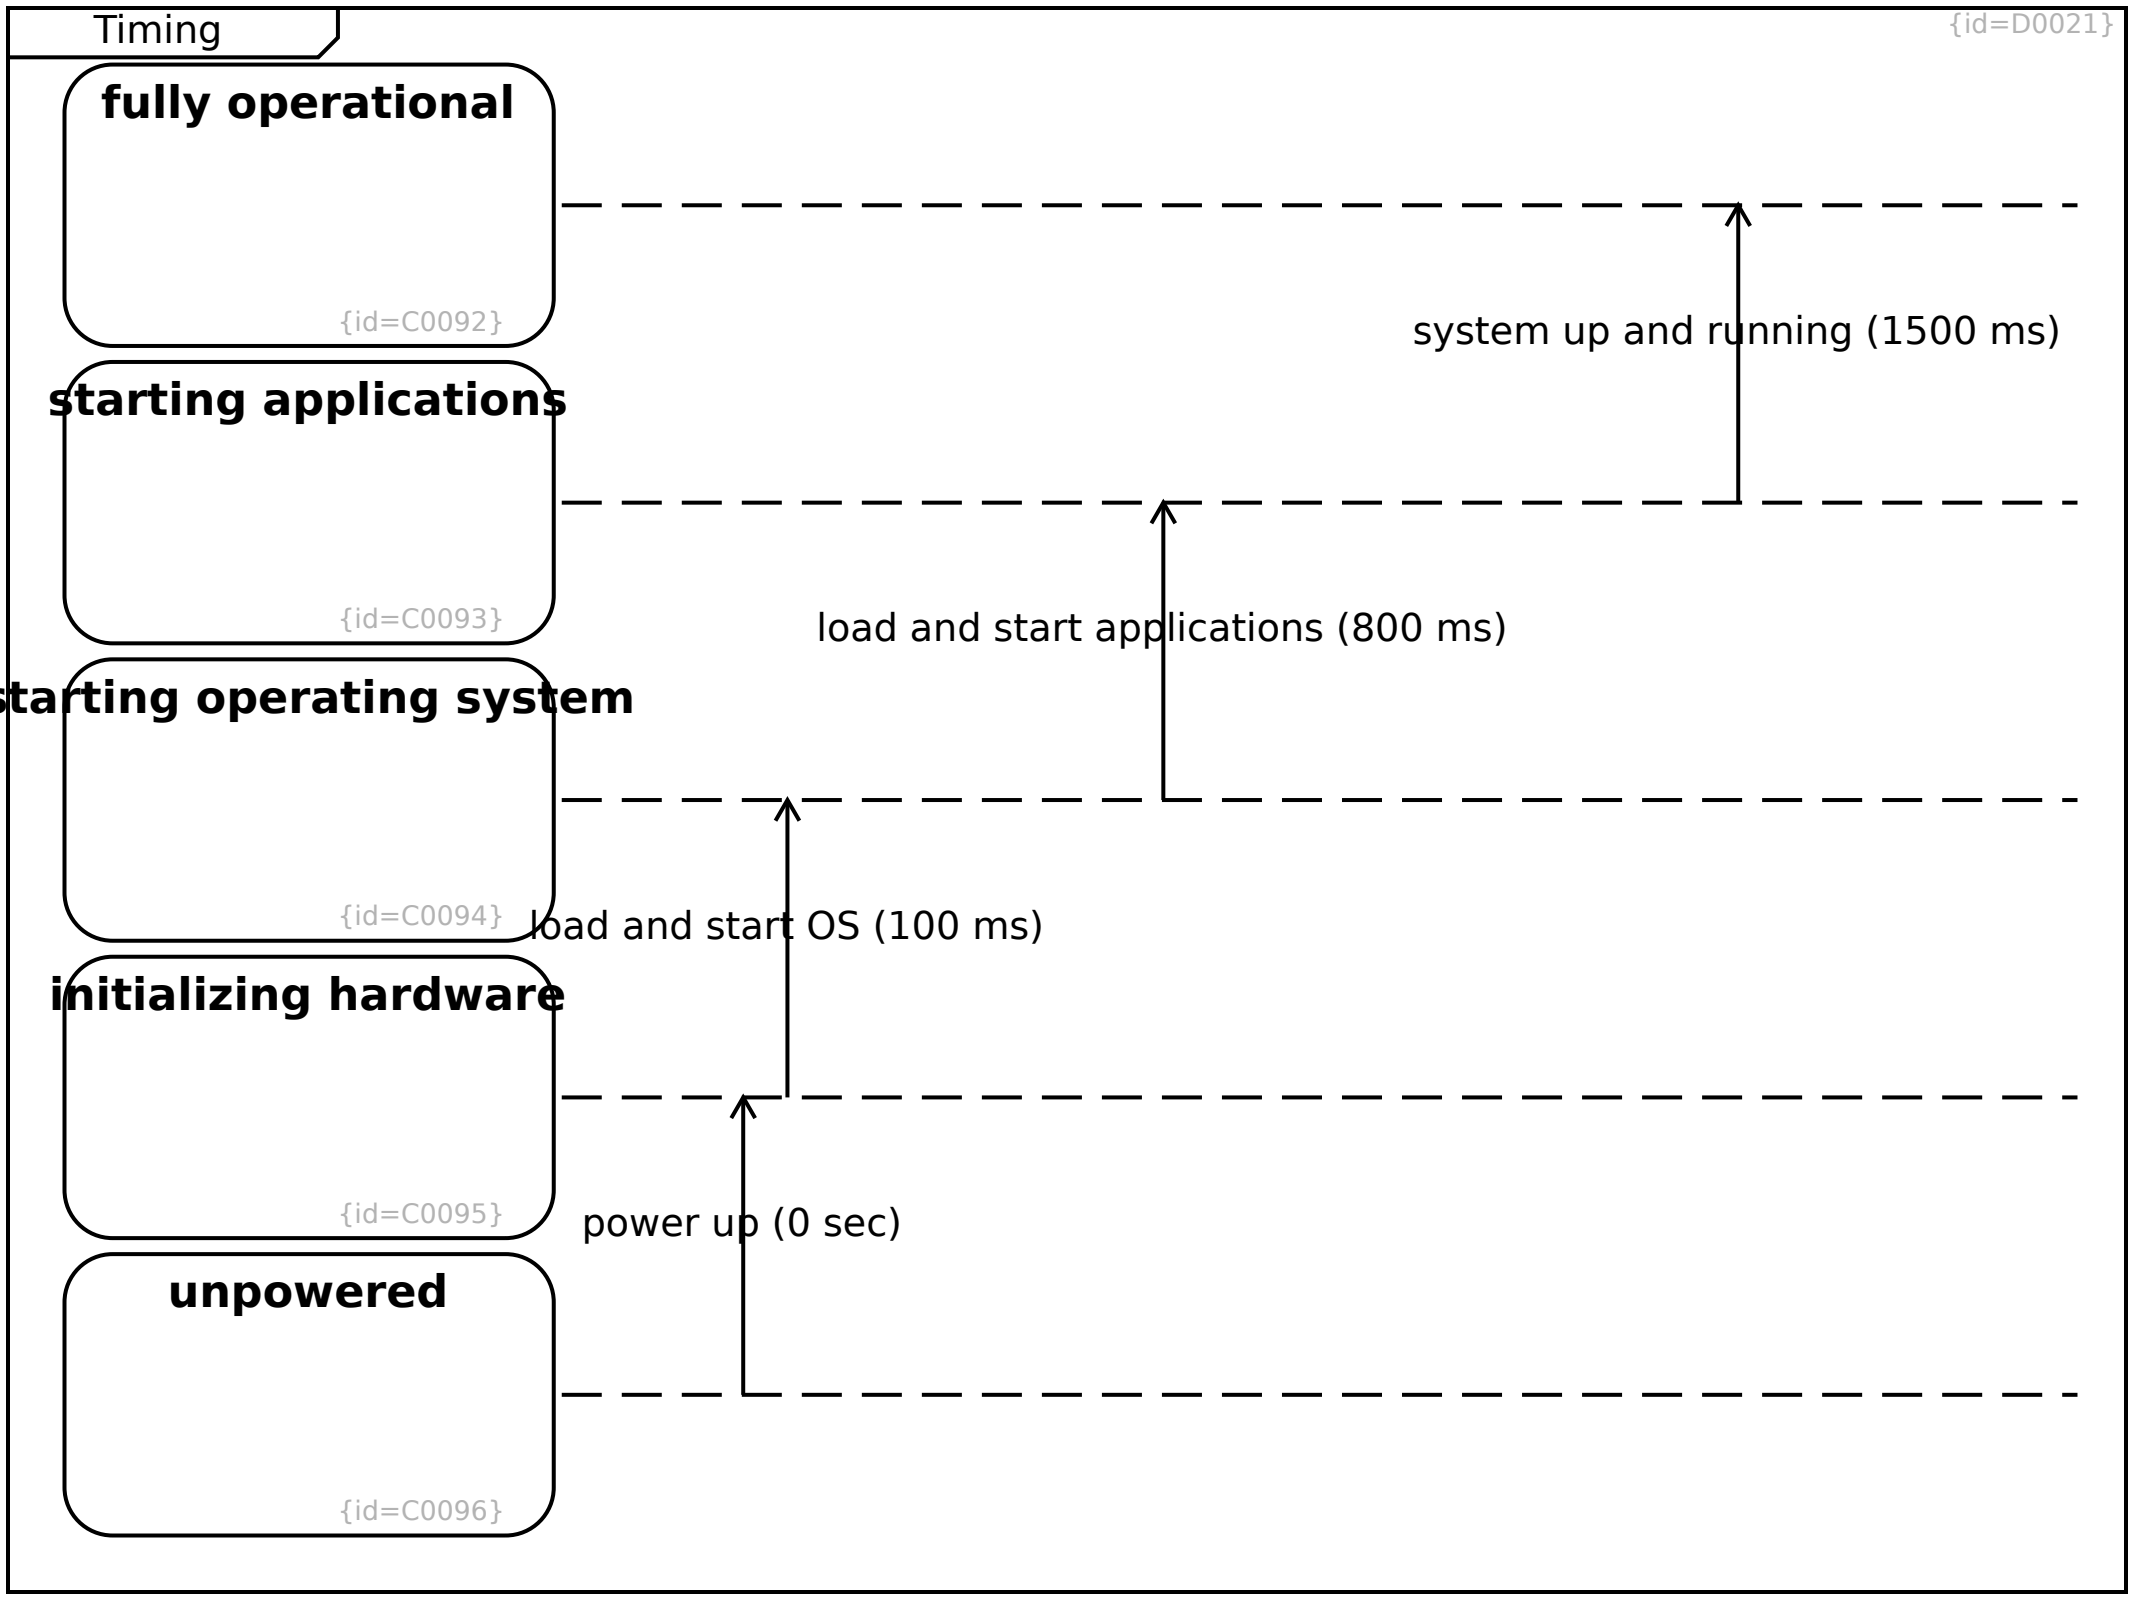 Timing
{id=D0021}
fully operational
{id=C0092}
system up and running (1500 ms)
starting applications
{id=C0093}
load and start applications (800 ms)
starting operating system
{id=C0094}
load and start OS (100 ms)
initializing hardware
{id=C0095}
power up (0 sec)
unpowered
{id=C0096}